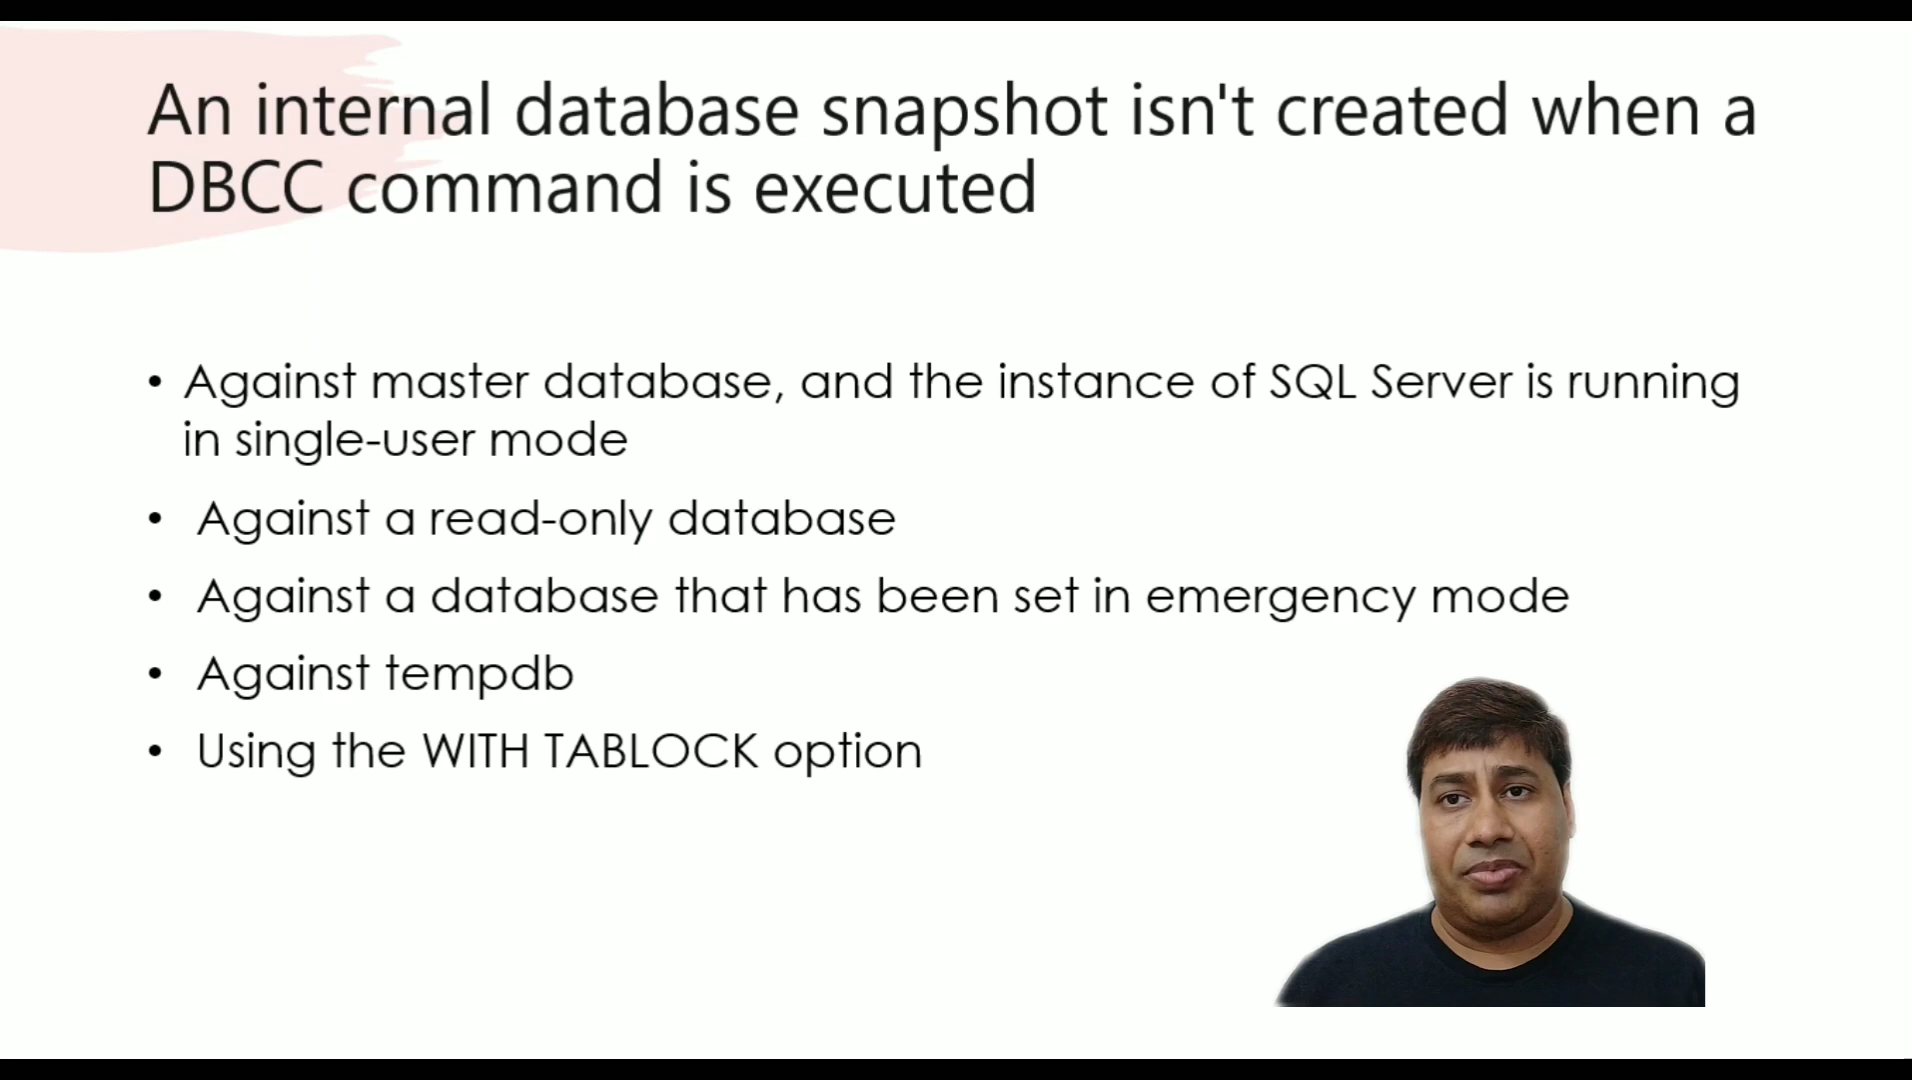 An internal database snapshot isn't created when a
DBCC command is executed
• Against master database, and the instance of SQL Server is running
in single-user mode
• Against a read-only database
• Against a database that has been set in emergency mode
• Against tempdb
• Using the WITH TABLOCK option